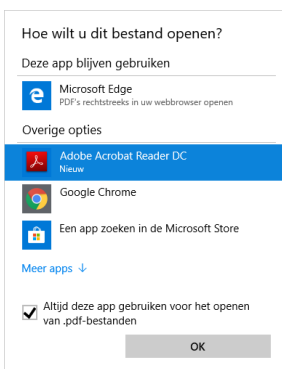 Hoe wilt u dit bestand openen?
Deze app blijven gebruiken
Microsoft Edge
PDF's rechtstreeks in uw webbrowser openen
Overige opties
Adobe Acrobat Reader DC
Nieuw
Google Chrome
Een app zoeken in de Microsoft Store
Meer apps ↓
Altijd deze app gebruiken voor het openen
van .pdf-bestanden
OK